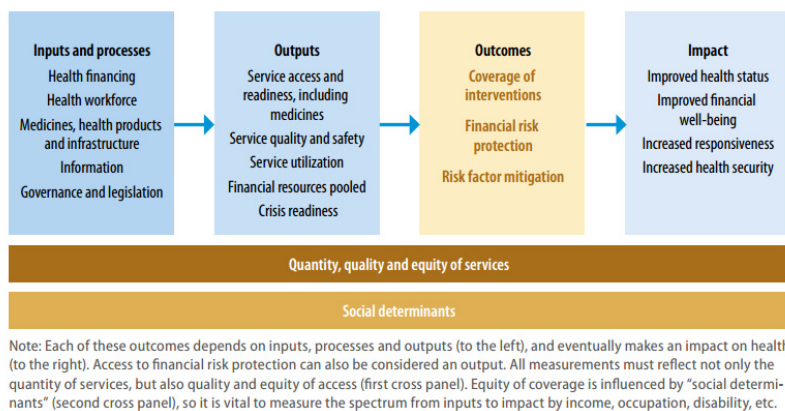 Inputs and processes
Health financing
Health workforce
Medicines, health products
and infrastructure
Information
Governance and legislation
Outputs
Service access and
readiness, including
medicines
Service quality and safety
Service utilization
Financial resources pooled
Crisis readiness
Outcomes
Coverage of
interventions
Financial risk
protection
Risk factor mitigation
Impact
Improved health status
Improved financial
well-being
Increased responsiveness
Increased health security
Quantity, quality and equity of services
Social determinants
Note: Each of these outcomes depends on inputs, processes and outputs (to the left), and eventually makes an impact on health
(to the right). Access to financial risk protection can also be considered an output. All measurements must reflect not only the
quantity of services, but also quality and equity of access (first cross panel). Equity of coverage is influenced by “social determi-
nants” (second cross panel), so it is vital to measure the spectrum from inputs to impact by income, occupation, disability, etc.